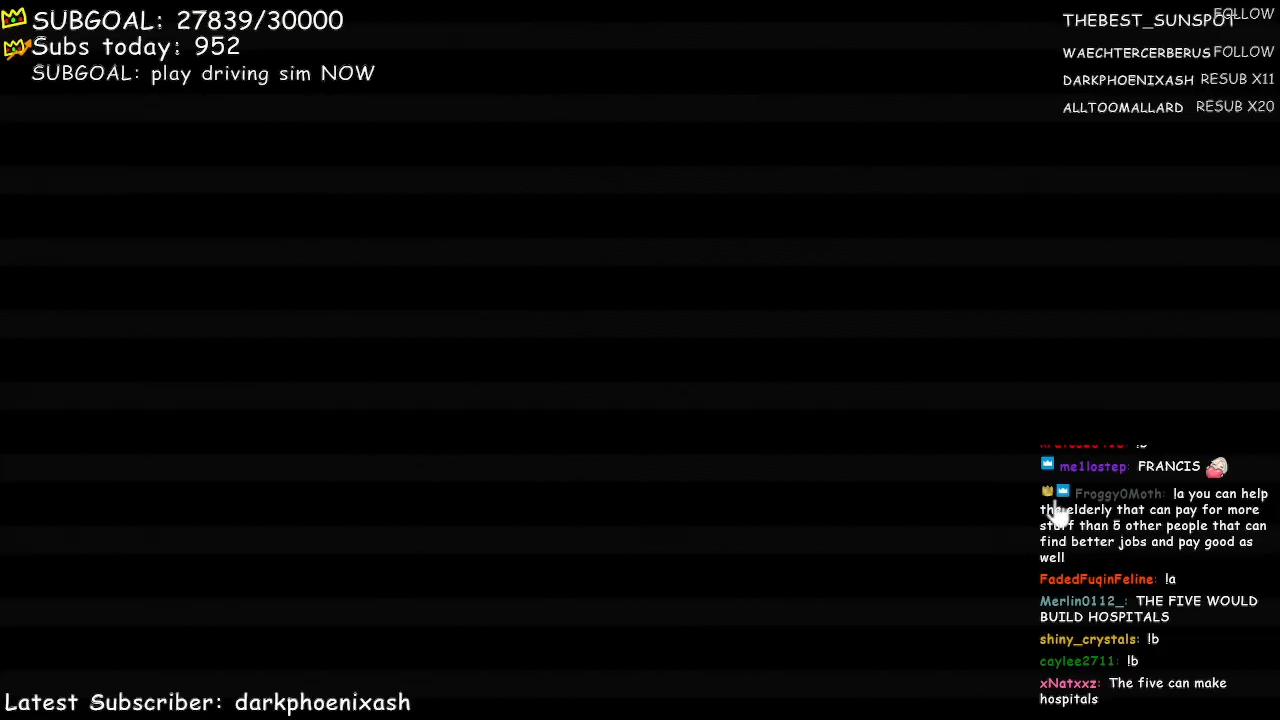 SUBGOAL: 27839/30000
Subs today: 952
SUBGOAL: play driving sim NOW
THEBEST_SUNSPOT FOLLOW
WAECHTERCERBERUS FOLLOW
DARKPHOENIXASH RESUB X11
ALLTOOMALLARD RESUB X20
me1lostep: FRANCIS
Froggy0Moth: !a you can help
the elderly that can pay for more
stuff than 5 other people that can
find better jobs and pay good as
well
FadedFuqinFeline: !a
Merlin0112_: THE FIVE WOULD
BUILD HOSPITALS
shiny_crystals: !b
caylee2711: !b
xNatxxz: The five can make
hospitals
Latest Subscriber: darkphoenixash